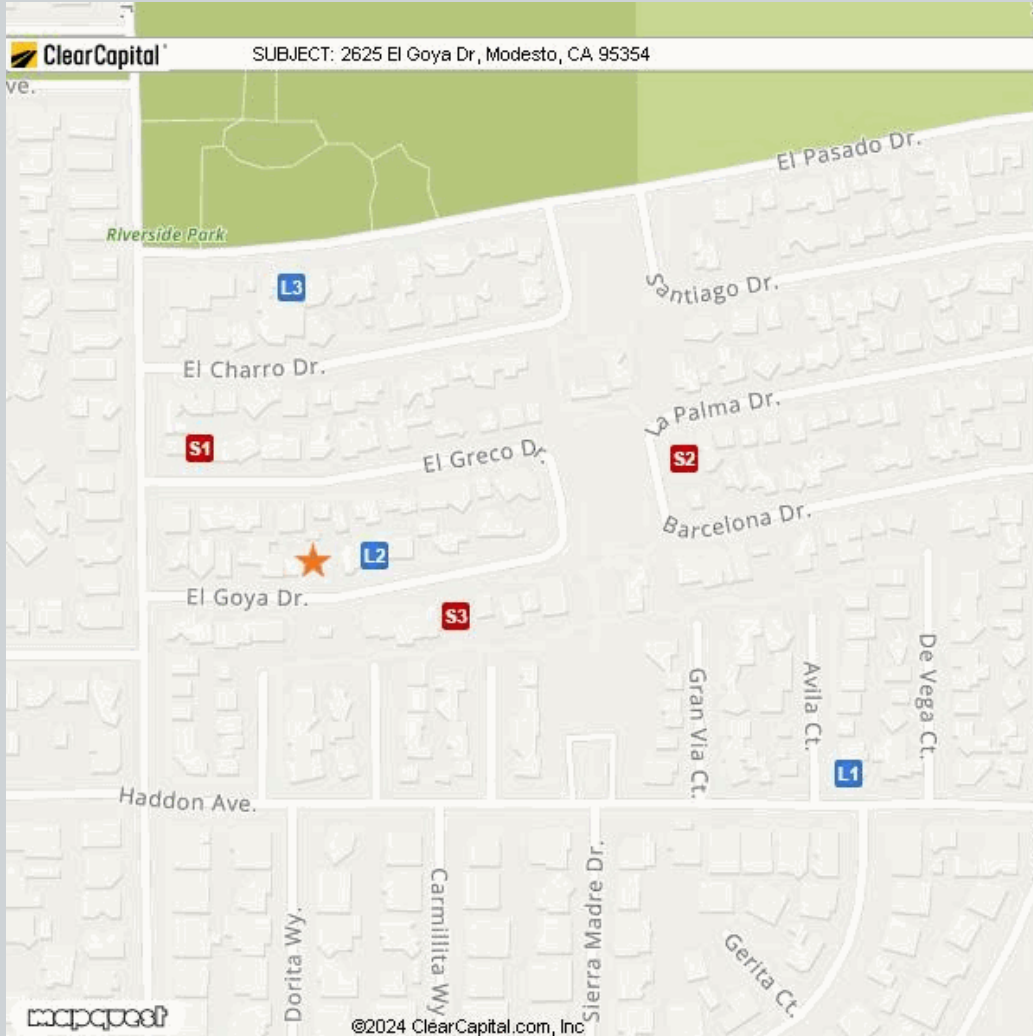 ClearCapital
SUBJECT: 2625 El Goya Dr, Modesto, CA 95354
ve.
El Pasado Dr.
Riverside Park
L3
Santiago Dr.
El Charro Dr.
La Palma Dr.
S1
El Greco Dr.
S2
Barcelona Dr.
L2
El Goya Dr.
S3
Gran Via Ct.
Avila Ct.
De Vega Ct.
L1
Haddon Ave.
Dorita Wy.
Carmillita Wy
Sierra Madre Dr.
Gerita Ct.
mapquest
©2024 ClearCapital.com, Inc